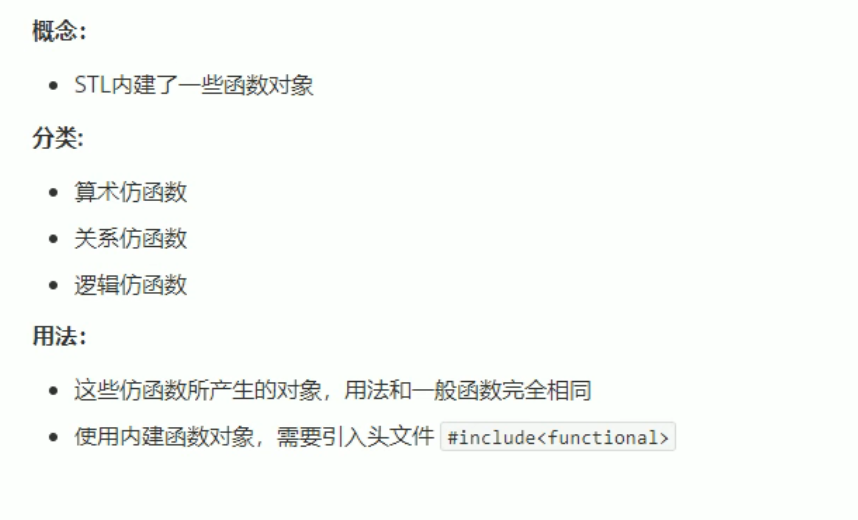 概念：
STL内建了一些函数对象
分类:
算术仿函数
关系仿函数
逻辑仿函数
用法：
这些仿函数所产生的对象，用法和一般函数完全相同
使用内建函数对象，需要引入头文件 #include<functional>